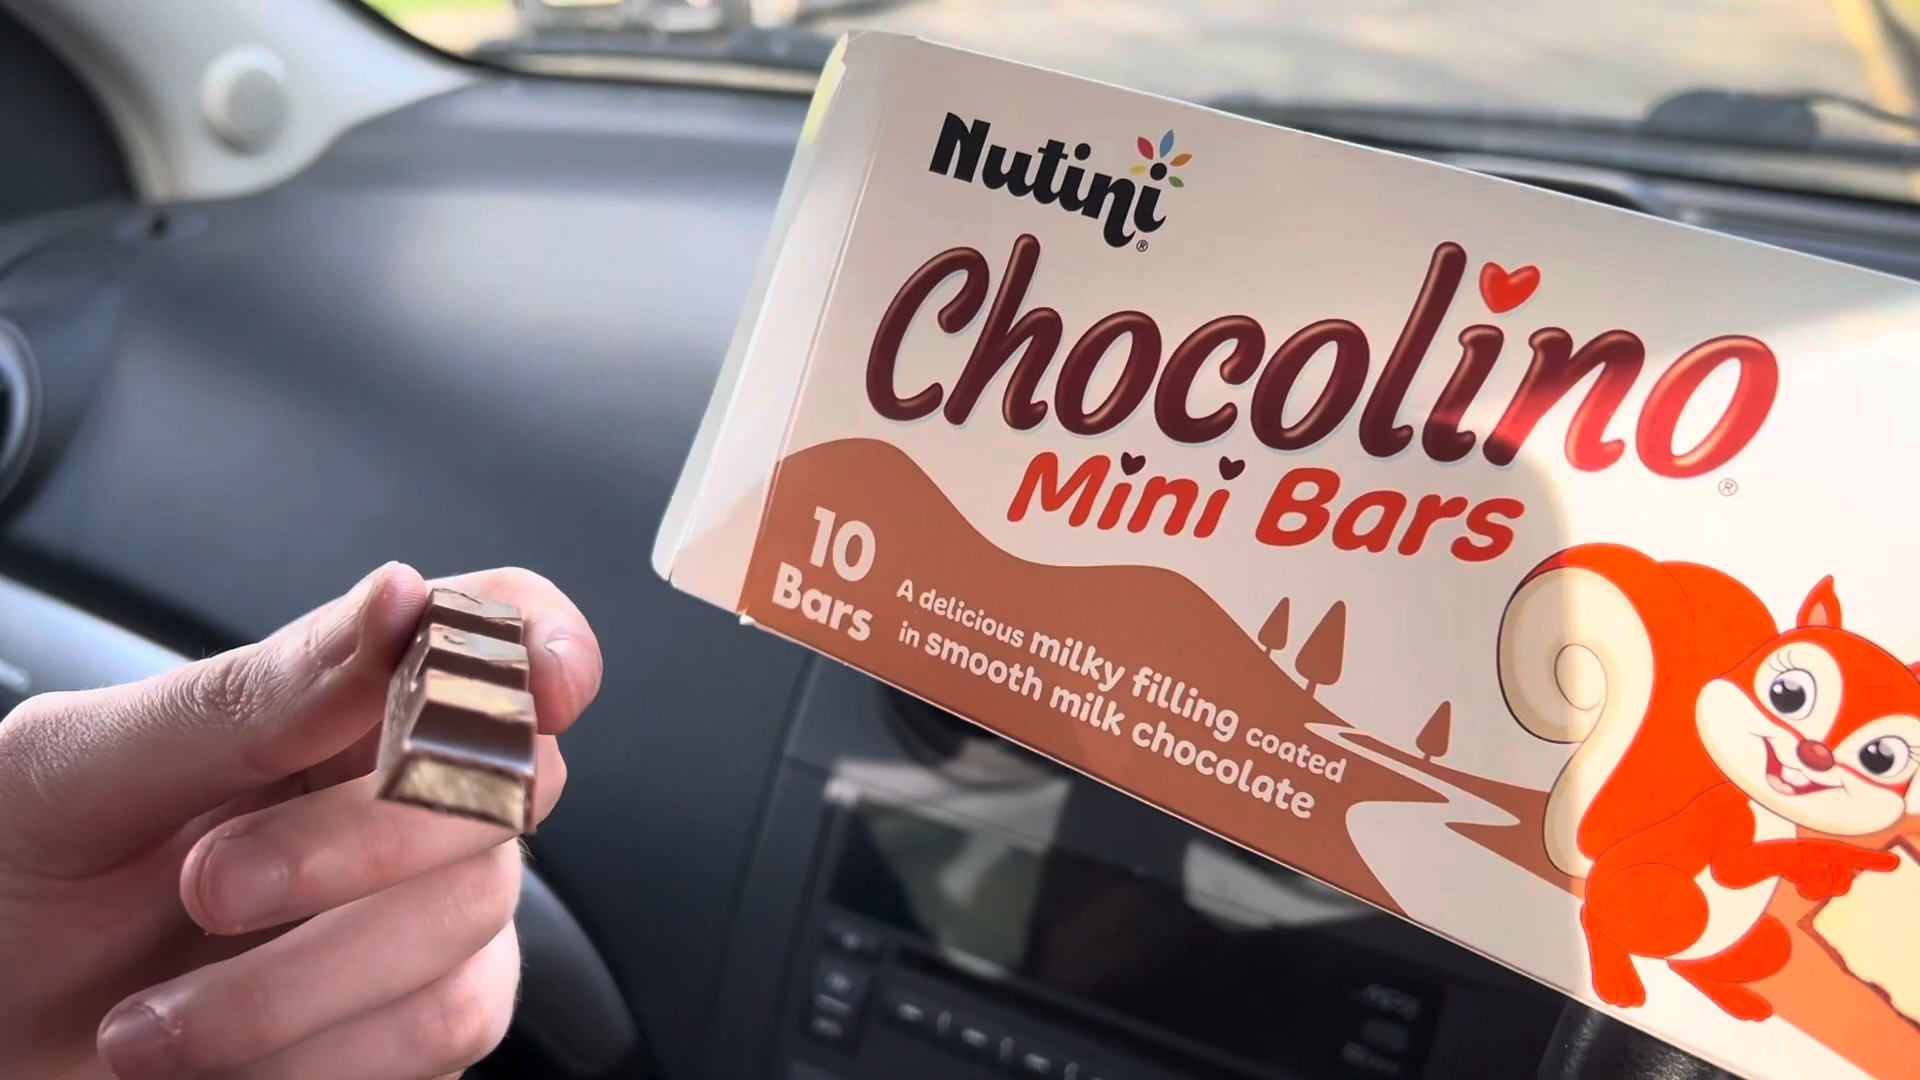 Nutini®
Chocolino®
Mini Bars
10
Bars
A delicious milky filling coated
in smooth milk chocolate